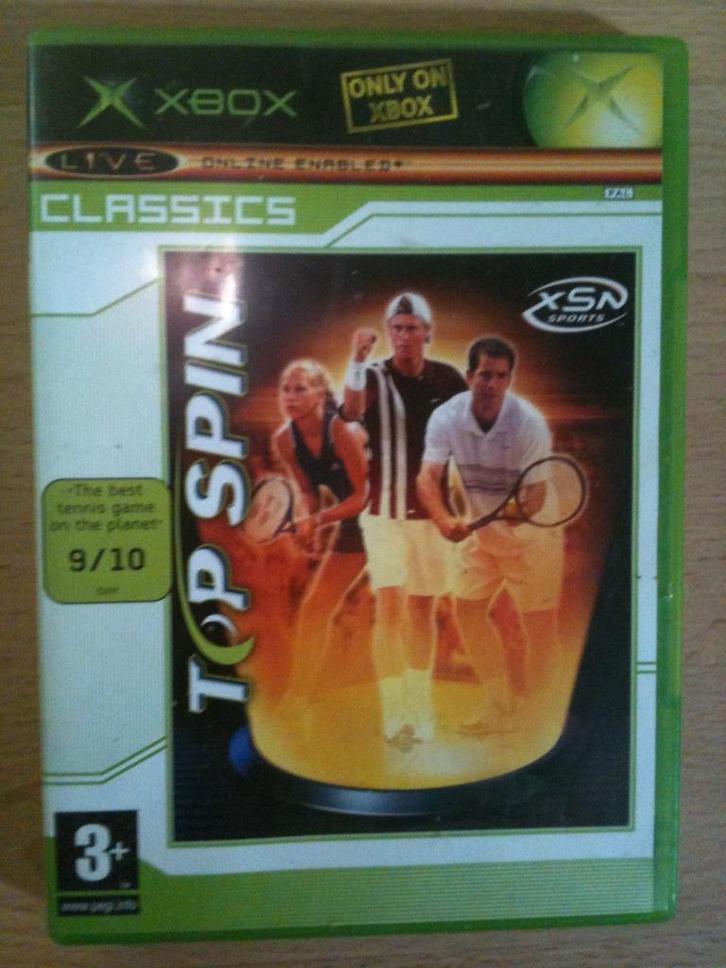 XBOX
ONLY ON
XBOX
LIVE
ONLINE ENABLED+
PAL
CLASSICS
XSN
SPORTS
TOP SPIN
"The best
tennis game
on the planet"
9/10
3+
www.pegi.info